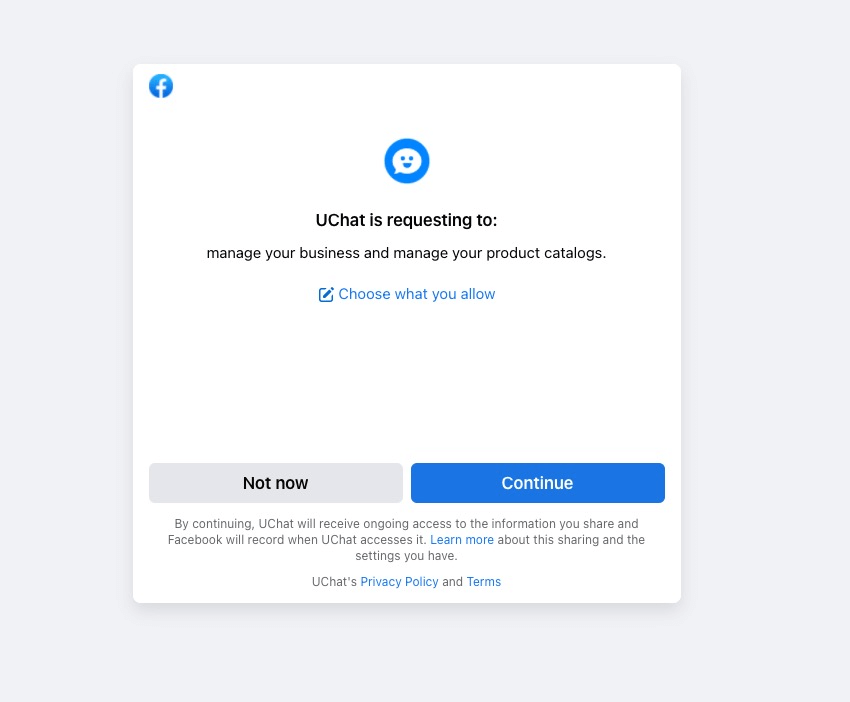 UChat is requesting to:
manage your business and manage your product catalogs.
Choose what you allow
Not now
Continue
By continuing, UChat will receive ongoing access to the information you share and
Facebook will record when UChat accesses it. Learn more about this sharing and the
settings you have.
UChat's Privacy Policy and Terms